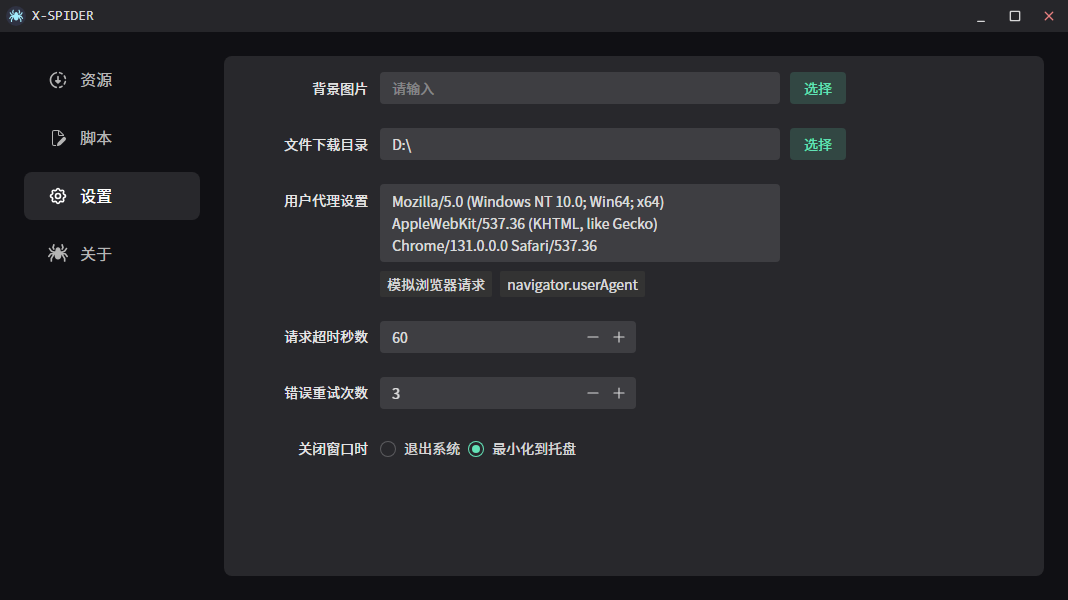 X-SPIDER
资源
脚本
设置
关于
背景图片 请输入 选择
文件下载目录 D:\ 选择
用户代理设置 Mozilla/5.0 (Windows NT 10.0; Win64; x64)
AppleWebKit/537.36 (KHTML, like Gecko)
Chrome/131.0.0.0 Safari/537.36
模拟浏览器请求 navigator.userAgent
请求超时秒数 60
错误重试次数 3
关闭窗口时 退出系统 最小化到托盘